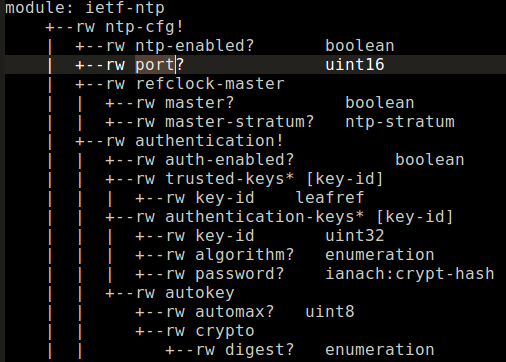 module: ietf-ntp
    +--rw ntp-cfg!
    |  +--rw ntp-enabled?       boolean
    |  +--rw port?              uint16
    |  +--rw refclock-master
    |  |  +--rw master?           boolean
    |  |  +--rw master-stratum?   ntp-stratum
    |  +--rw authentication!
    |  |  +--rw auth-enabled?          boolean
    |  |  +--rw trusted-keys* [key-id]
    |  |  |  +--rw key-id    leafref
    |  |  +--rw authentication-keys* [key-id]
    |  |  |  +--rw key-id       uint32
    |  |  |  +--rw algorithm?   enumeration
    |  |  |  +--rw password?    ianach:crypt-hash
    |  |  +--rw autokey
    |  |     +--rw automax?   uint8
    |  |     +--rw crypto
    |  |        +--rw digest?   enumeration